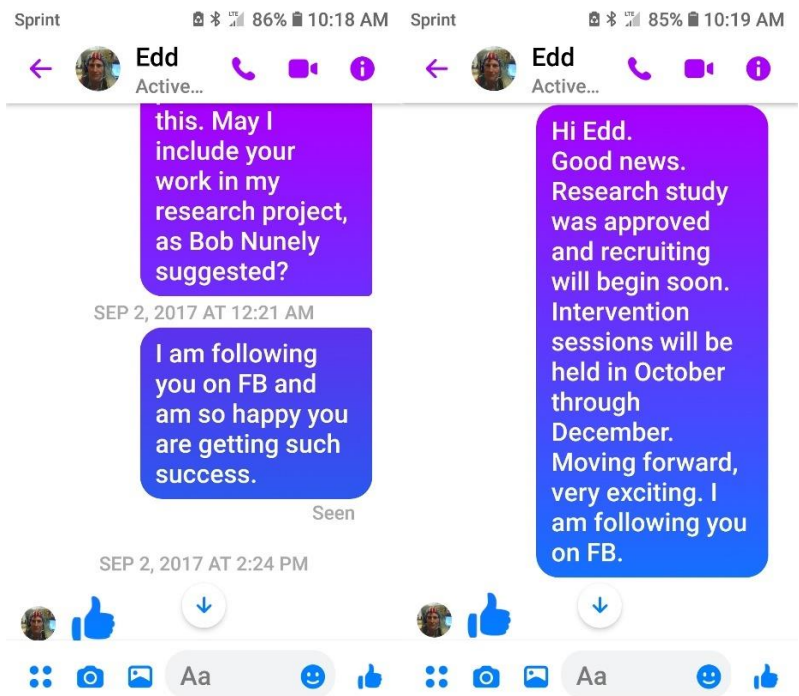 Sprint
LTE 86% 10:18 AM
Edd
Active...
this. May I
include your
work in my
research project,
as Bob Nunely
suggested?
SEP 2, 2017 AT 12:21 AM
I am following
you on FB and
am so happy you
are getting such
success.
Seen
SEP 2, 2017 AT 2:24 PM
Aa
Sprint
LTE 85% 10:19 AM
Edd
Active...
Hi Edd.
Good news.
Research study
was approved
and recruiting
will begin soon.
Intervention
sessions will be
held in October
through
December.
Moving forward,
very exciting. I
am following you
on FB.
Aa